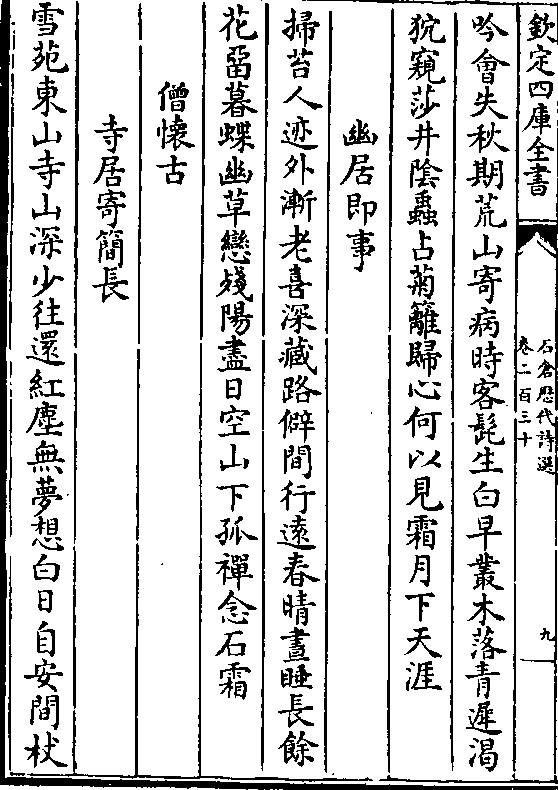 欽定四庫全書
石倉歷代詩選
卷二百三十
九
吟會失秋期荒山寄病時客髭生白早叢木落青遲渴
狖窺莎井陰蟲占菊籬歸心何以見霜月下天涯
幽居即事
掃苔人迹外漸老喜深藏路僻間行遠春晴晝睡長餘
花留暮蝶幽草戀殘陽盡日空山下孤禪念石霜
僧懷古
寺居寄簡長
雪苑東山寺山深少往還紅塵無夢想白日自安間杖